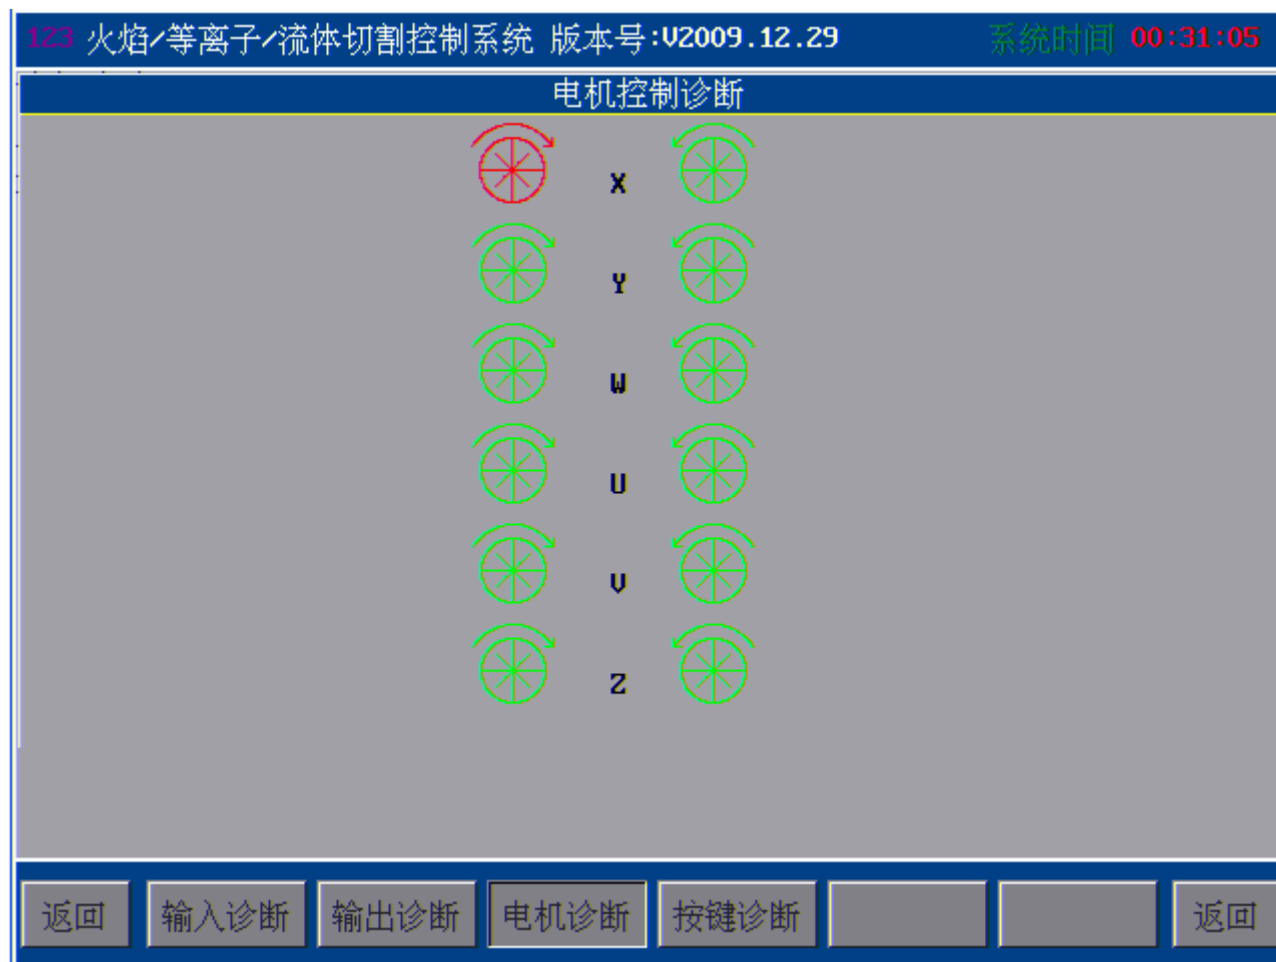 123 火焰/等离子/流体切割控制系统 版本号:V2009.12.29 系统时间 00:31:05
电机控制诊断
X
Y
W
U
V
Z
返回 输入诊断 输出诊断 电机诊断 按键诊断 返回